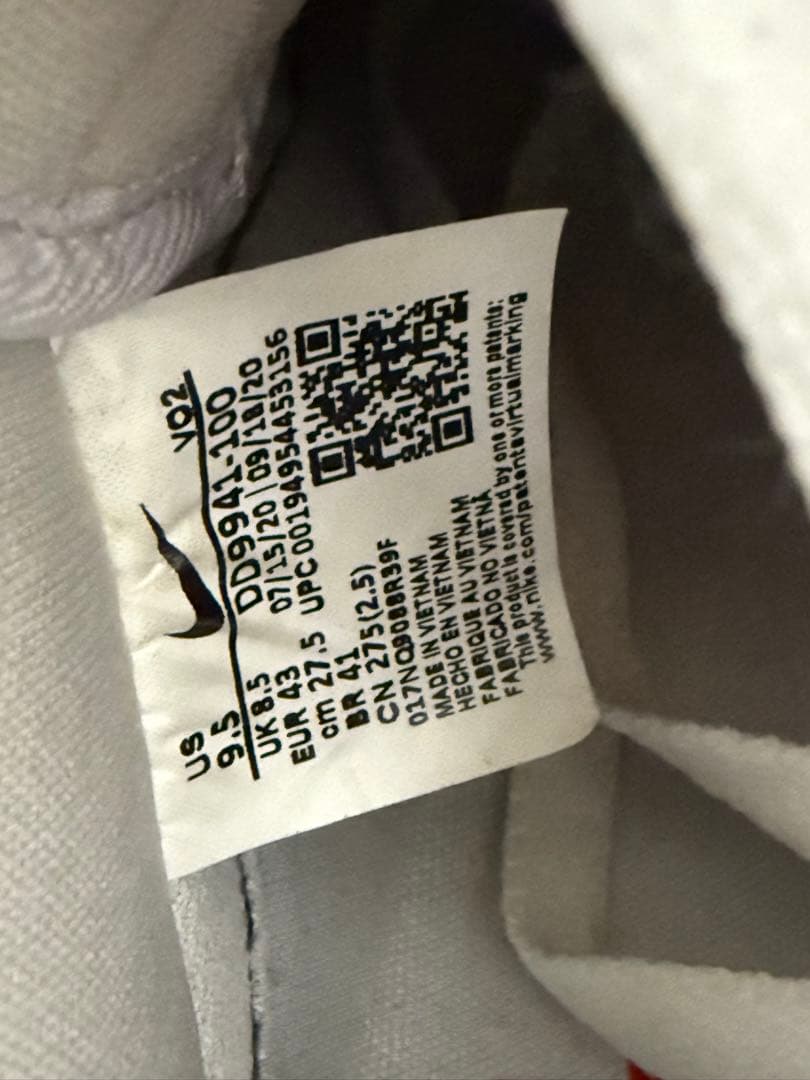 VO2
US
9.5
DD9941-100
UK 8.5
07/15/20 | 09/18/20
EUR 43
UPC 00194954453156
cm 27.5
BR 41
CN 275(2.5)
MADE IN VIETNAM
HECHO EN VIETNAM
FABRIQUE AU VIETNAM
FABRICADO NO VIETNÃ
This product is covered by one or more patents:
www.nike.com/patentsvirtualmarking